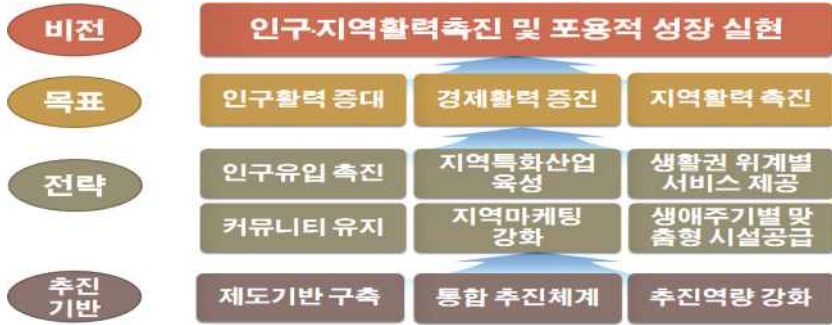 비전
인구·지역활력촉진 및 포용적 성장 실현
목표
인구활력 증대
경제활력 증진
지역활력 촉진
전략
인구유입 촉진
지역특화산업
육성
생활권 위계별
서비스 제공
커뮤니티 유지
지역마케팅
강화
생애주기별 맞
춤형 시설공급
추진
기반
제도기반 구축
통합 추진체계
추진역량 강화